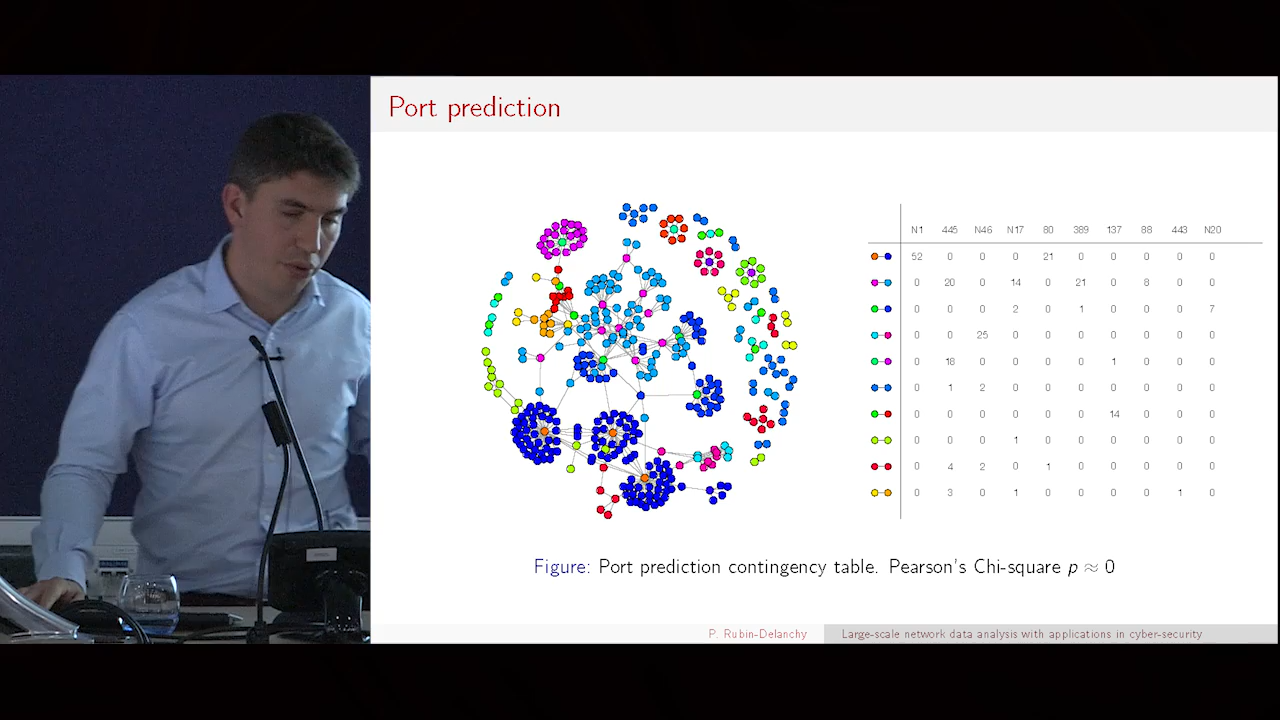 Port prediction
N1 445 N46 N17 80 389 137 88 443 N20
52 0 0 0 21 0 0 0 0 0
0 20 0 14 0 21 0 8 0 0
0 0 0 2 0 1 0 0 0 7
0 0 25 0 0 0 0 0 0 0
0 18 0 0 0 0 1 0 0 0
0 1 2 0 0 0 0 0 0 0
0 0 0 0 0 0 14 0 0 0
0 0 0 1 0 0 0 0 0 0
0 4 2 0 1 0 0 0 0 0
0 3 0 1 0 0 0 0 1 0
Figure: Port prediction contingency table. Pearson's Chi-square p ≈ 0
P. Rubin-Delanchy Large-scale network data analysis with applications in cyber-security